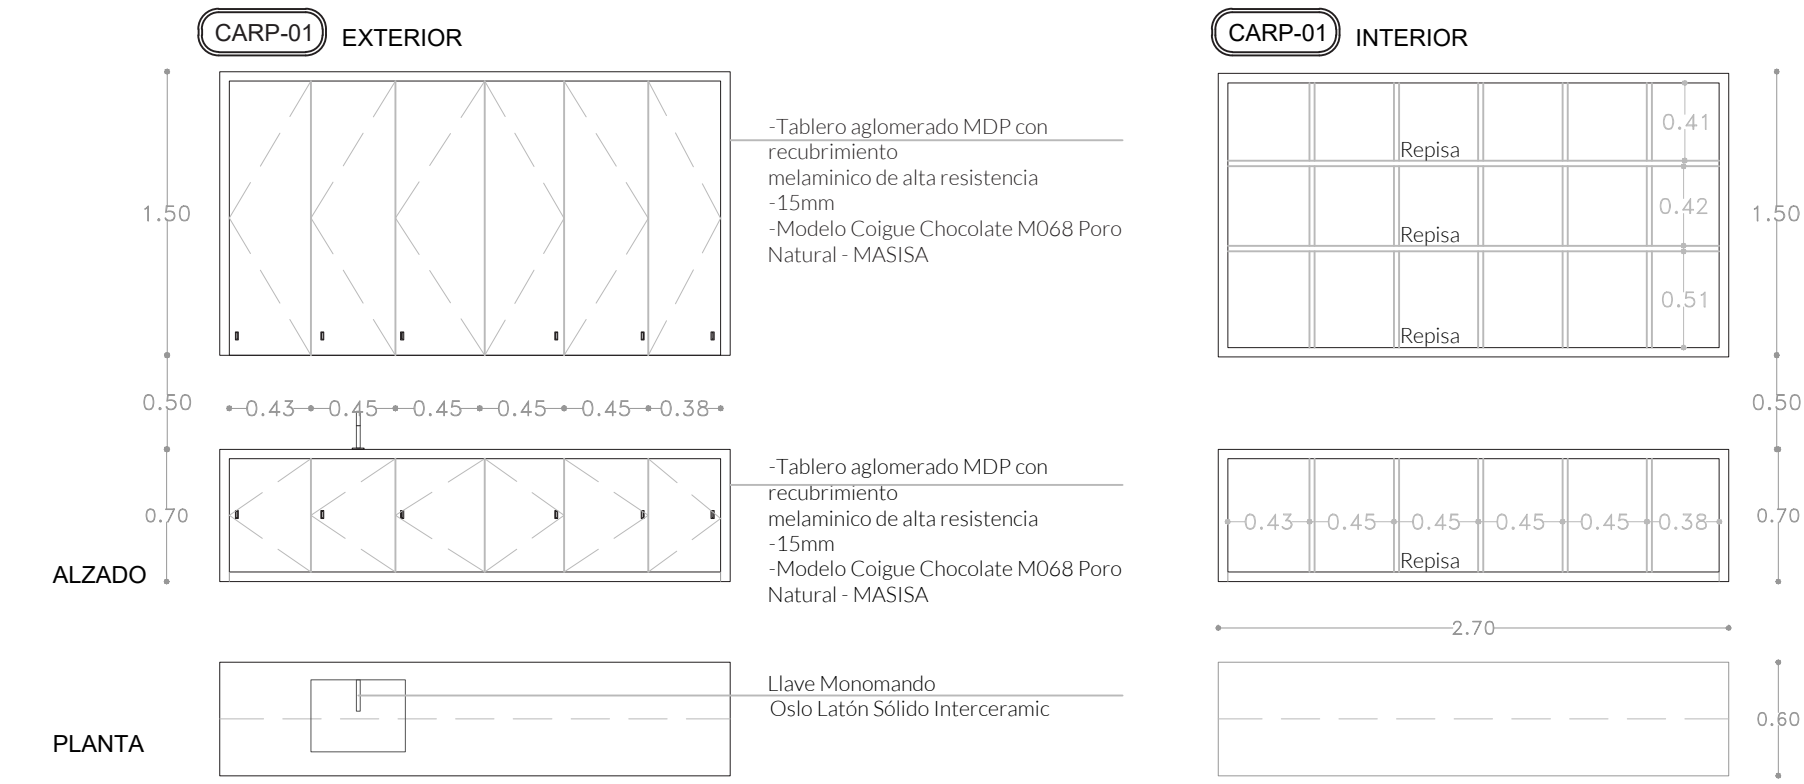 CARP-01 EXTERIOR
-Tablero aglomerado MDP con
recubrimiento
melaminico de alta resistencia
-15mm
-Modelo Coigue Chocolate M068 Poro
Natural - MASISA
1.50
0.50
0.43 0.45 0.45 0.45 0.45 0.38
-Tablero aglomerado MDP con
recubrimiento
melaminico de alta resistencia
-15mm
-Modelo Coigue Chocolate M068 Poro
Natural - MASISA
0.70
ALZADO
Llave Monomando
Oslo Latón Sólido Interceramic
PLANTA
CARP-01 INTERIOR
0.41
Repisa
0.42
1.50
Repisa
0.51
Repisa
0.50
0.43 0.45 0.45 0.45 0.45 0.38
0.70
Repisa
2.70
0.60